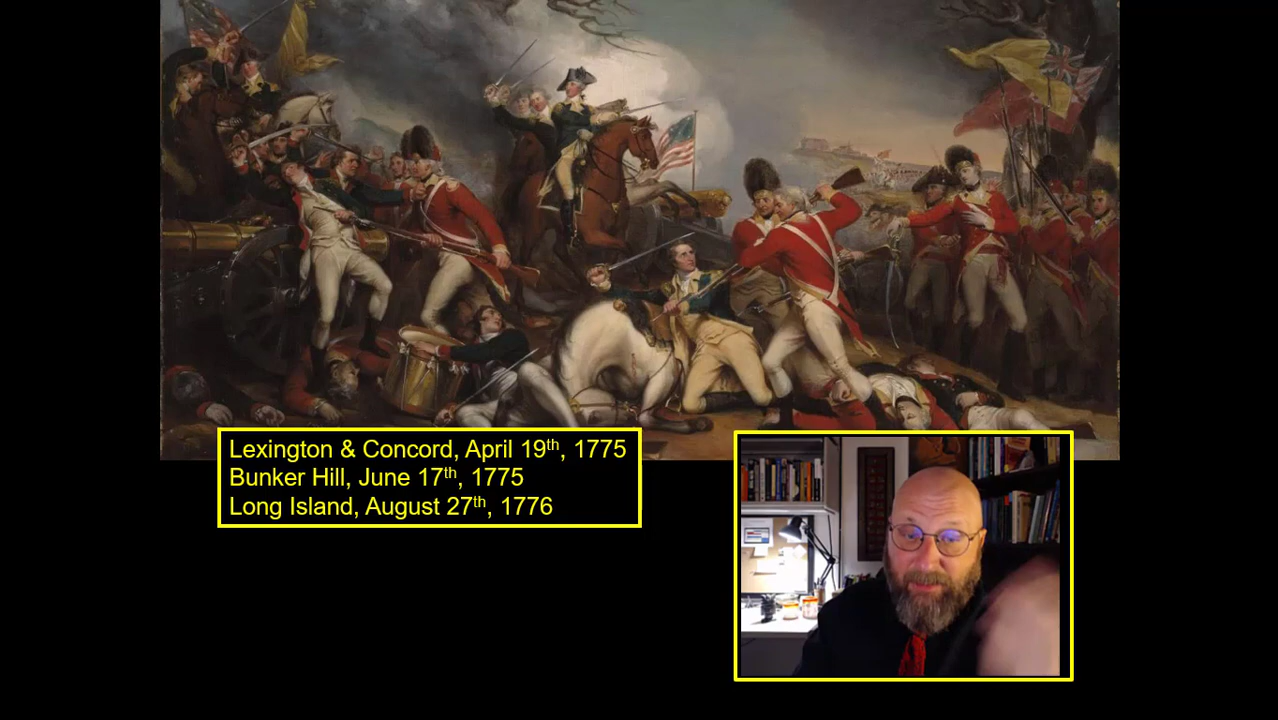 Lexington & Concord, April 19th, 1775
Bunker Hill, June 17th, 1775
Long Island, August 27th, 1776